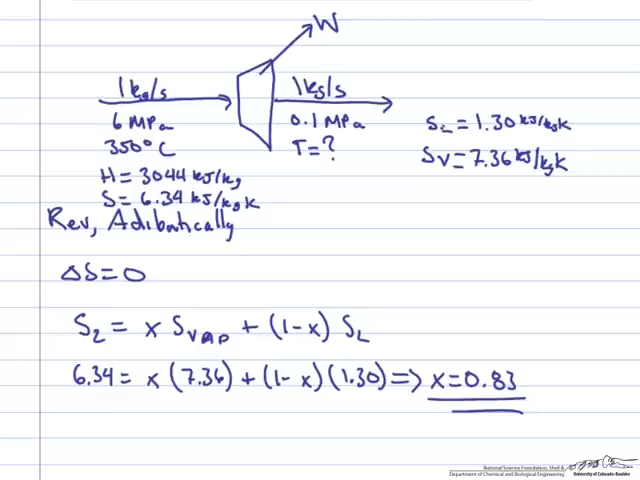 W
1kg/s
1kg/s
6 MPa
0.1 MPa
350°C
T=?
H = 3044 kJ/kg
S = 6.34 kJ/kgK
SL = 1.30 kJ/kgK
SV = 7.36 kJ/kgK
Rev, Adibatically
ΔS=0
S2 = x Svap + (1-x) SL
6.34 = x (7.36) + (1-x)(1.30) => x=0.83
National Science Foundation, Shell &
Department of Chemical and Biological Engineering
University of Colorado-Boulder